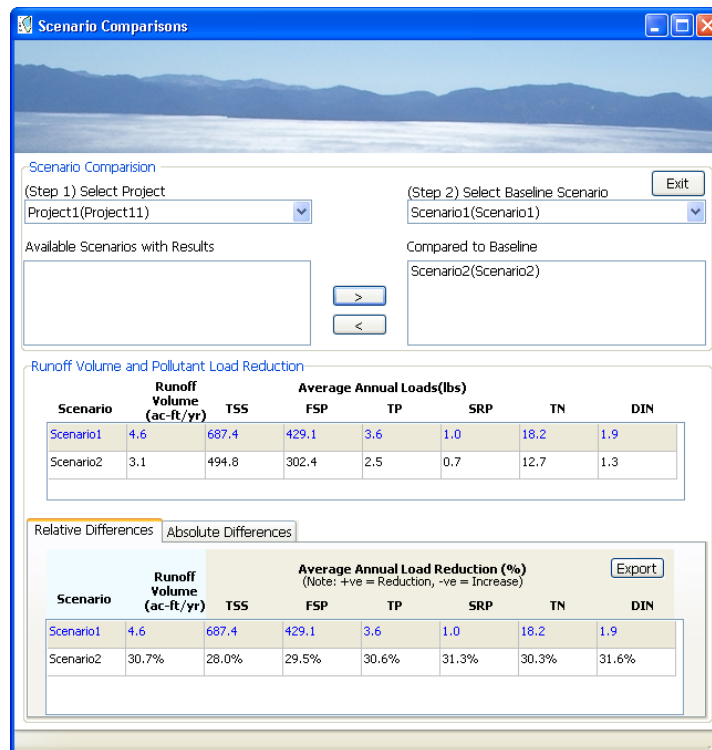 Scenario Comparisons
Scenario Comparision
(Step 1) Select Project
(Step 2) Select Baseline Scenario
Exit
Project1(Project11)
Scenario1(Scenario1)
Available Scenarios with Results
Compared to Baseline
Scenario2(Scenario2)
>
<
Runoff Volume and Pollutant Load Reduction
Scenario Runoff Volume (ac-ft/yr) Average Annual Loads(lbs)
TSS FSP TP SRP TN DIN
Scenario1 4.6 687.4 429.1 3.6 1.0 18.2 1.9
Scenario2 3.1 494.8 302.4 2.5 0.7 12.7 1.3
Relative Differences Absolute Differences
Average Annual Load Reduction (%)
(Note: +ve = Reduction, -ve = Increase)
Export
Scenario Runoff Volume (ac-ft/yr) TSS FSP TP SRP TN DIN
Scenario1 4.6 687.4 429.1 3.6 1.0 18.2 1.9
Scenario2 30.7% 28.0% 29.5% 30.6% 31.3% 30.3% 31.6%